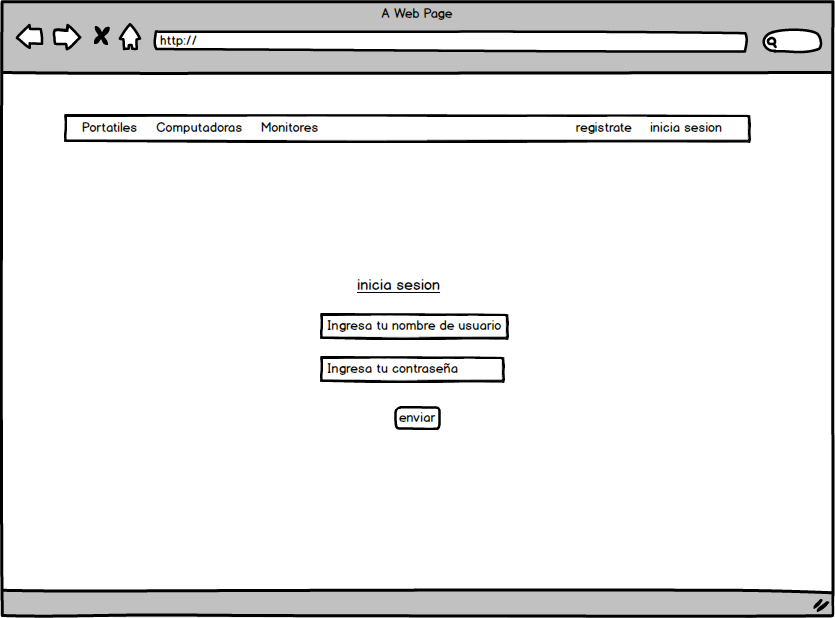 A Web Page
http://
Portatiles Computadoras Monitores registrate inicia sesion
inicia sesion
Ingresa tu nombre de usuario
Ingresa tu contraseña
enviar